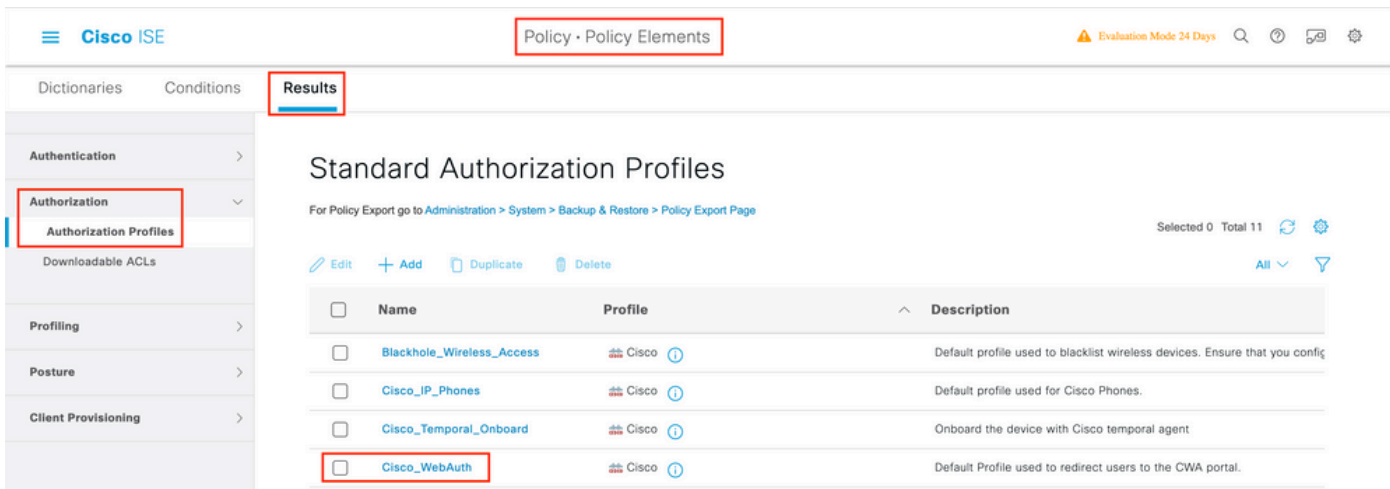 Cisco ISE
Policy · Policy Elements
Evaluation Mode 24 Days
Dictionaries Conditions Results
Authentication
Authorization
Authorization Profiles
Downloadable ACLs
Profiling
Posture
Client Provisioning
Standard Authorization Profiles
For Policy Export go to Administration > System > Backup & Restore > Policy Export Page
Selected 0 Total 11
Edit + Add Duplicate Delete All
Name Profile Description
Blackhole_Wireless_Access Cisco Default profile used to blacklist wireless devices. Ensure that you config
Cisco_IP_Phones Cisco Default profile used for Cisco Phones.
Cisco_Temporal_Onboard Cisco Onboard the device with Cisco temporal agent
Cisco_WebAuth Cisco Default Profile used to redirect users to the CWA portal.